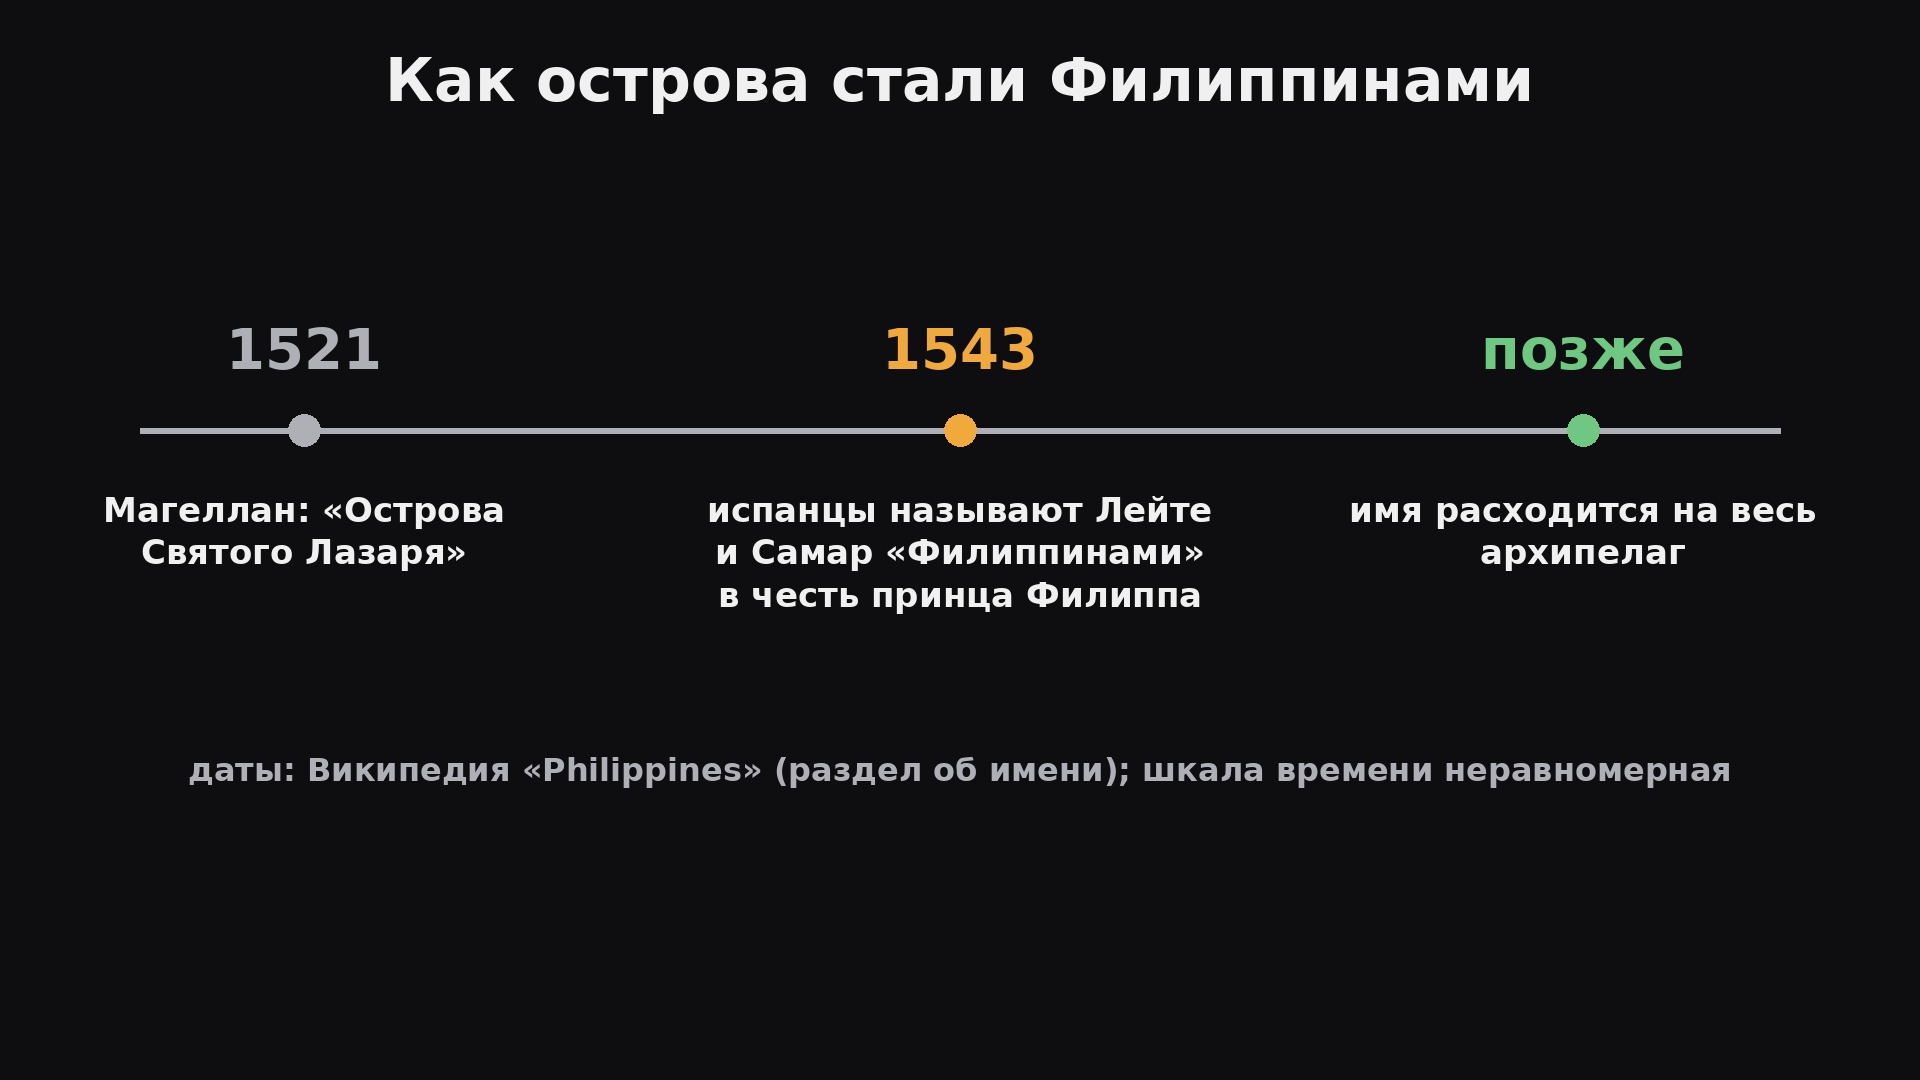 Как острова стали Филиппинами
1521
1543
позже
Магеллан: «Острова
Святого Лазаря»
испанцы называют Лейте
и Самар «Филиппинами»
в честь принца Филиппа
имя расходится на весь
архипелаг
даты: Википедия «Philippines» (раздел об имени); шкала времени неравномерная